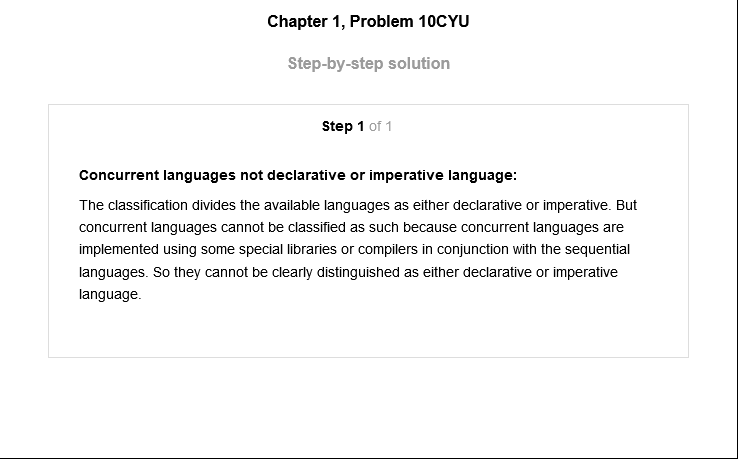 Chapter 1, Problem 10CYU
Step-by-step solution
Step 1 of 1
Concurrent languages not declarative or imperative language:
The classification divides the available languages as either declarative or imperative. But
concurrent languages cannot be classified as such because concurrent languages are
implemented using some special libraries or compilers in conjunction with the sequential
languages. So they cannot be clearly distinguished as either declarative or imperative
language.